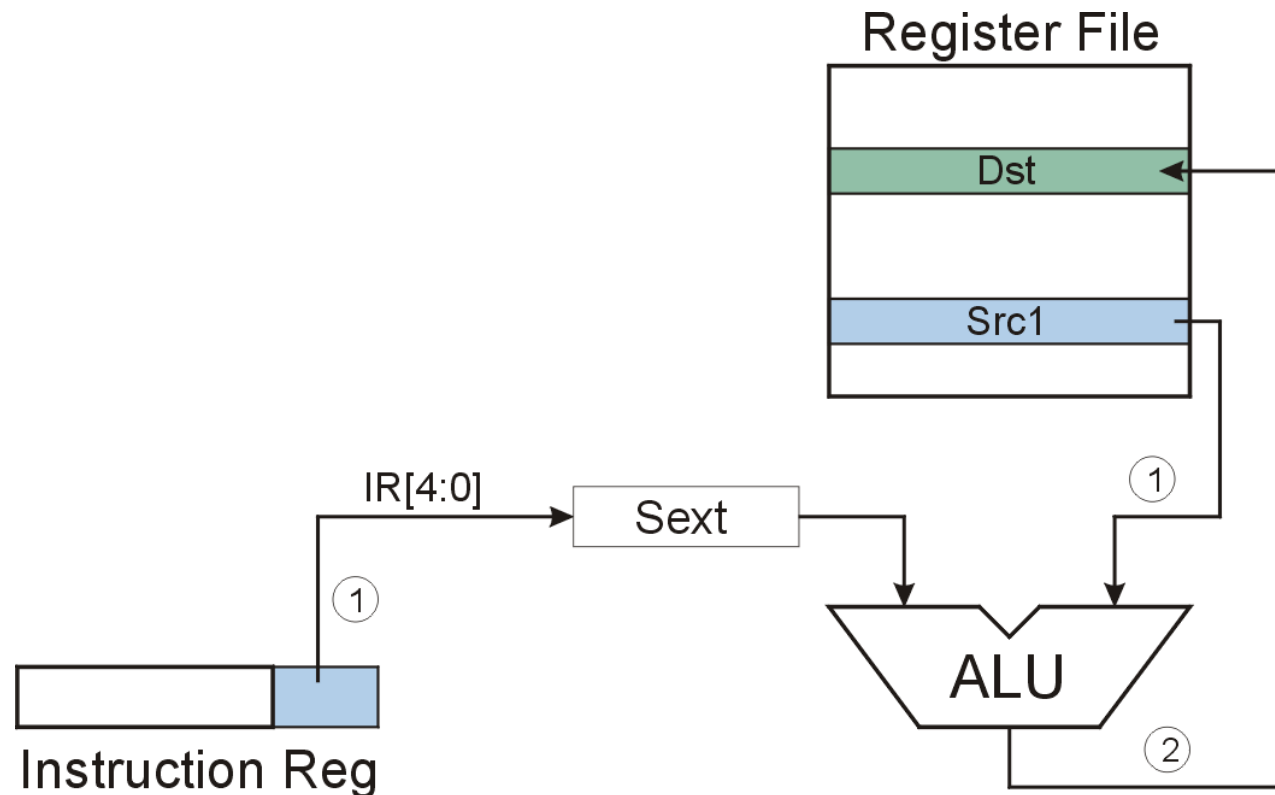 Register File
Dst
Src1
1
IR[4:0]
Sext
1
ALU
2
Instruction Reg